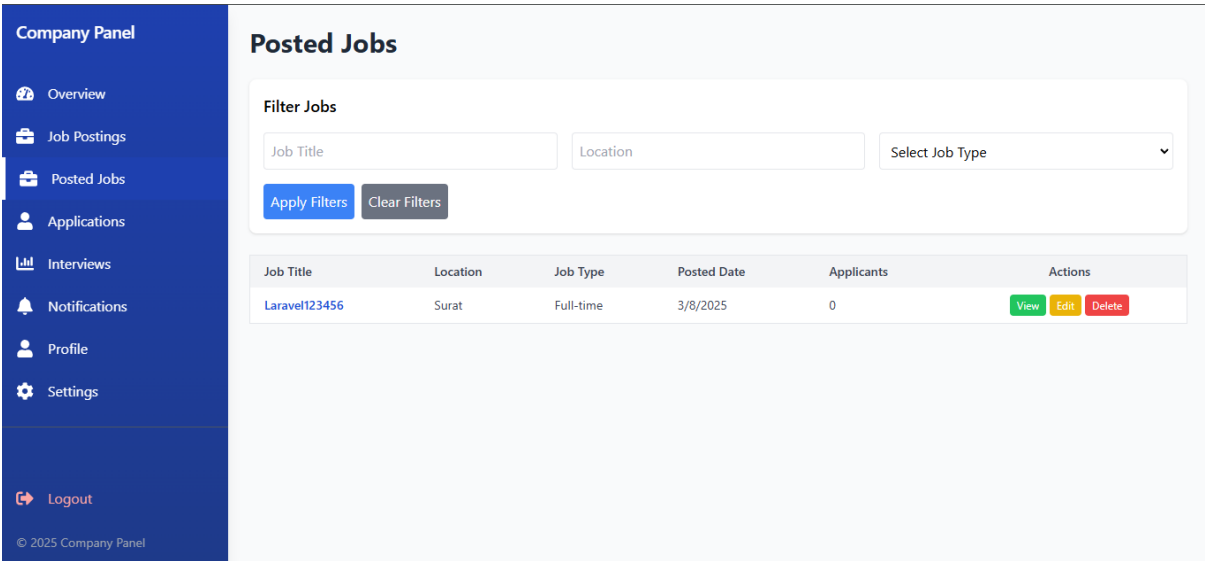 Company Panel
Overview
Job Postings
Posted Jobs
Applications
Interviews
Notifications
Profile
Settings
Logout
© 2025 Company Panel
Posted Jobs
Filter Jobs
Job Title Location Select Job Type
Apply Filters Clear Filters
Job Title Location Job Type Posted Date Applicants Actions
Laravel123456 Surat Full-time 3/8/2025 0 View Edit Delete